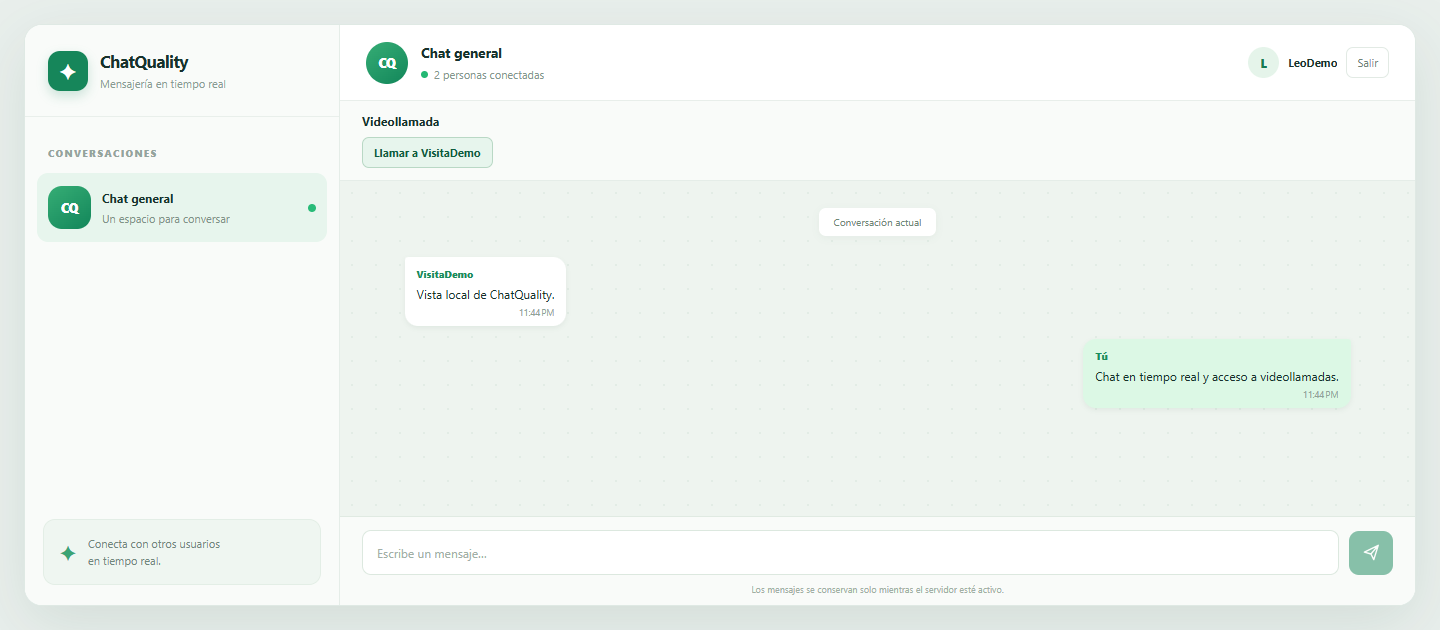 ChatQuality
Mensajería en tiempo real
CONVERSACIONES
CQ
Chat general
Un espacio para conversar
Conecta con otros usuarios
en tiempo real.
CQ
Chat general
2 personas conectadas
L
LeoDemo
Salir
Videollamada
Llamar a VisitaDemo
Conversación actual
VisitaDemo
Vista local de ChatQuality.
11:44 PM
Tú
Chat en tiempo real y acceso a videollamadas.
11:44 PM
Escribe un mensaje...
Los mensajes se conservan solo mientras el servidor esté activo.